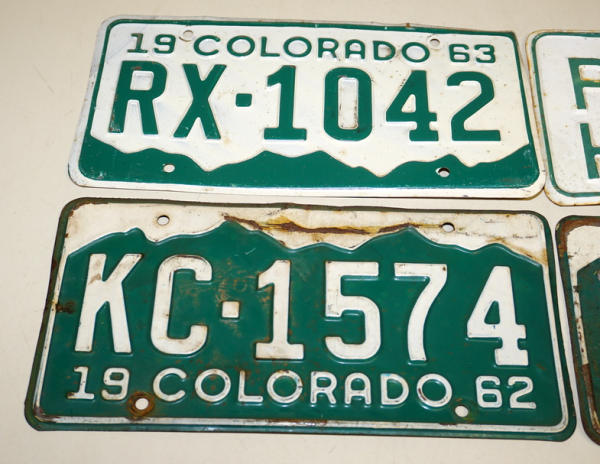 19 COLORADO 63
RX·1042
KC·1574
19 COLORADO 62